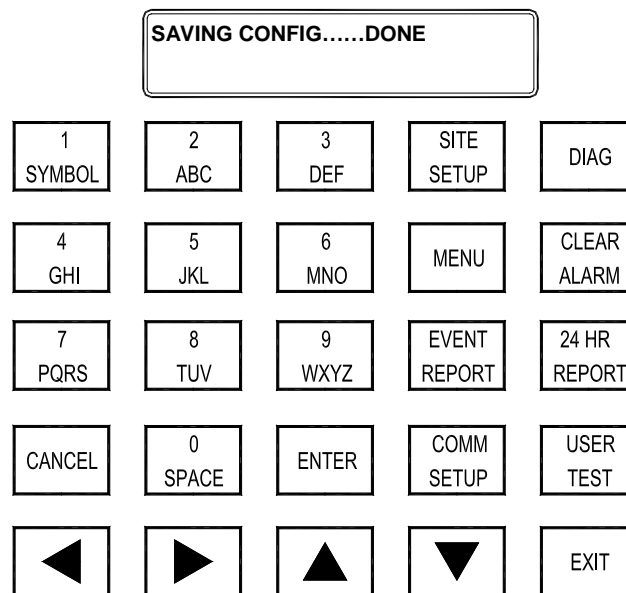 SAVING CONFIG......DONE
1
SYMBOL
2
ABC
3
DEF
SITE
SETUP
DIAG
4
GHI
5
JKL
6
MNO
MENU
CLEAR
ALARM
7
PQRS
8
TUV
9
WXYZ
EVENT
REPORT
24 HR
REPORT
CANCEL
0
SPACE
ENTER
COMM
SETUP
USER
TEST
EXIT